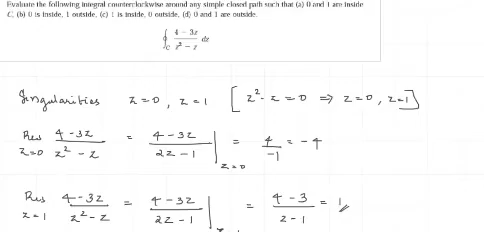 Evaluate the following integral counterclockwise around any simple closed path such that (a) 0 and 1 are inside
C, (b) 0 is inside, 1 outside, (c) 1 is inside, 0 outside, (d) 0 and 1 are outside.
∮_C (4 − 3z)/(z² − z) dz
Singularities z=0, z=1 [z²-z=0 ⇒ z=0, z=1]
Res_{z=0} (4-3z)/(z²-z) = (4-3z)/(2z-1) |_{z=0} = 4/-1 = -4
Res_{z=1} (4-3z)/(z²-z) = (4-3z)/(2z-1) | = (4-3)/(2-1) = 1